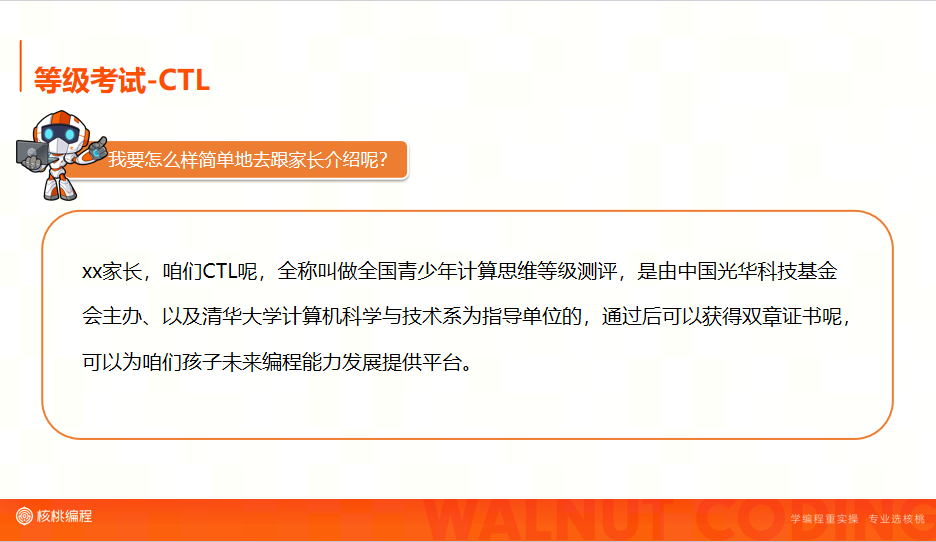 等级考试-CTL
我要怎么样简单地去跟家长介绍呢?
xx家长，咱们CTL呢，全称叫做全国青少年计算思维等级测评，是由中国光华科技基金
会主办、以及清华大学计算机科学与技术系为指导单位的，通过后可以获得双章证书呢，
可以为咱们孩子未来编程能力发展提供平台。
核桃编程
WALNUT CODING
学编程重实操 专业选核桃